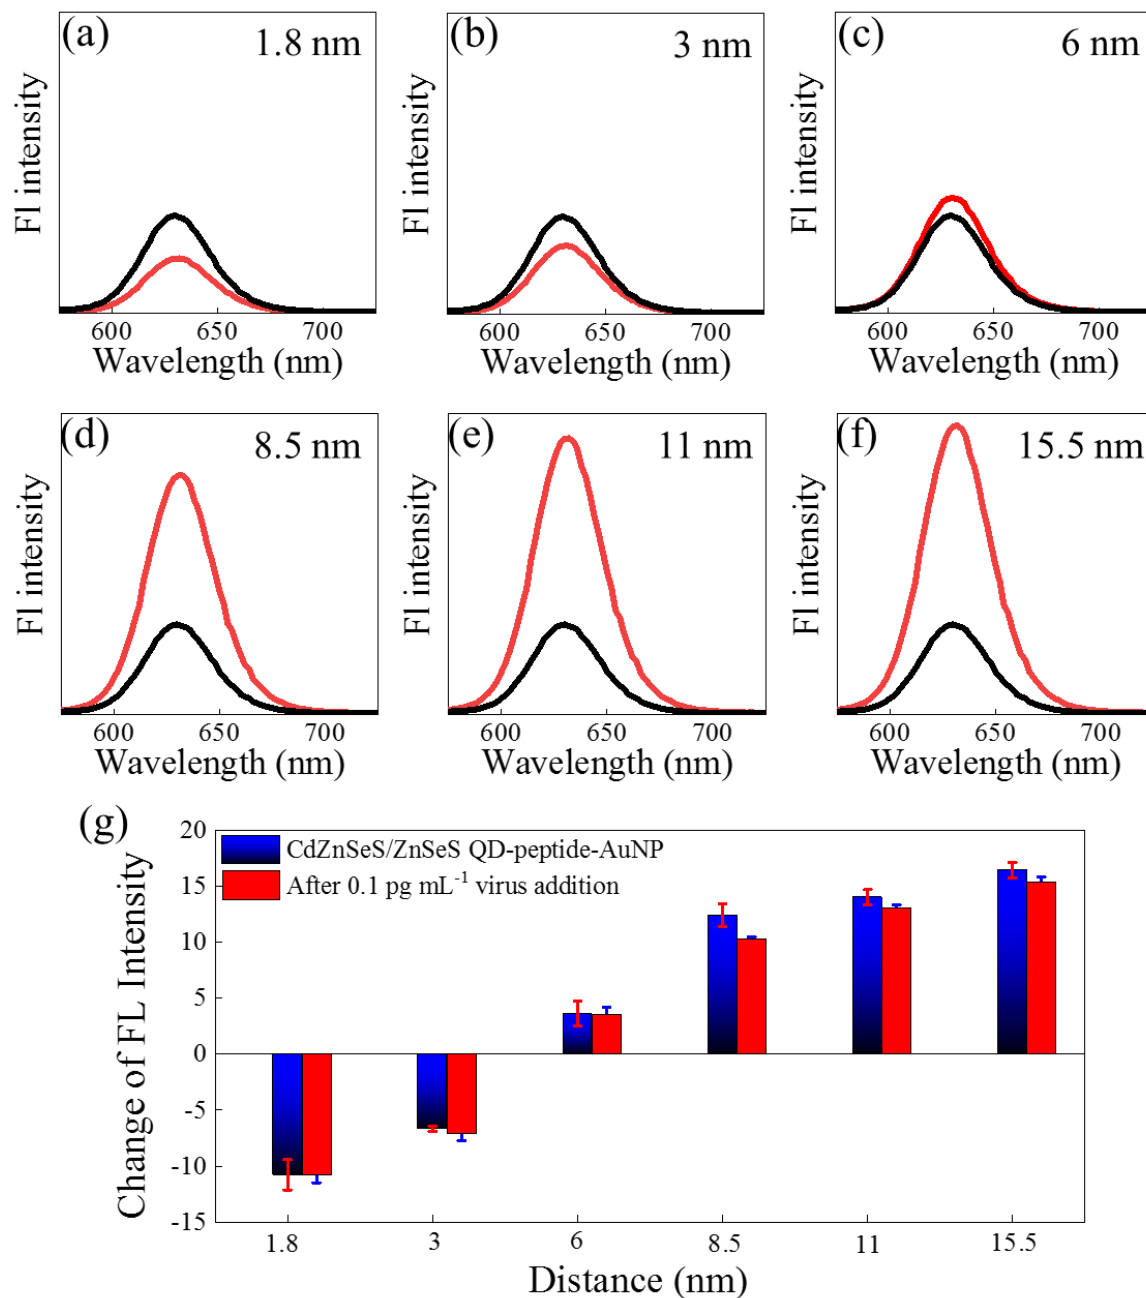 (a) 1.8 nm
Fl intensity
600 650 700
Wavelength (nm)
(b) 3 nm
Fl intensity
600 650 700
Wavelength (nm)
(c) 6 nm
Fl intensity
600 650 700
Wavelength (nm)
(d) 8.5 nm
Fl intensity
600 650 700
Wavelength (nm)
(e) 11 nm
Fl intensity
600 650 700
Wavelength (nm)
(f) 15.5 nm
Fl intensity
600 650 700
Wavelength (nm)
(g)
Change of FL Intensity
20
15
10
5
0
-5
-10
-15
CdZnSeS/ZnSeS QD-peptide-AuNP
After 0.1 pg mL⁻¹ virus addition
1.8 3 6 8.5 11 15.5
Distance (nm)